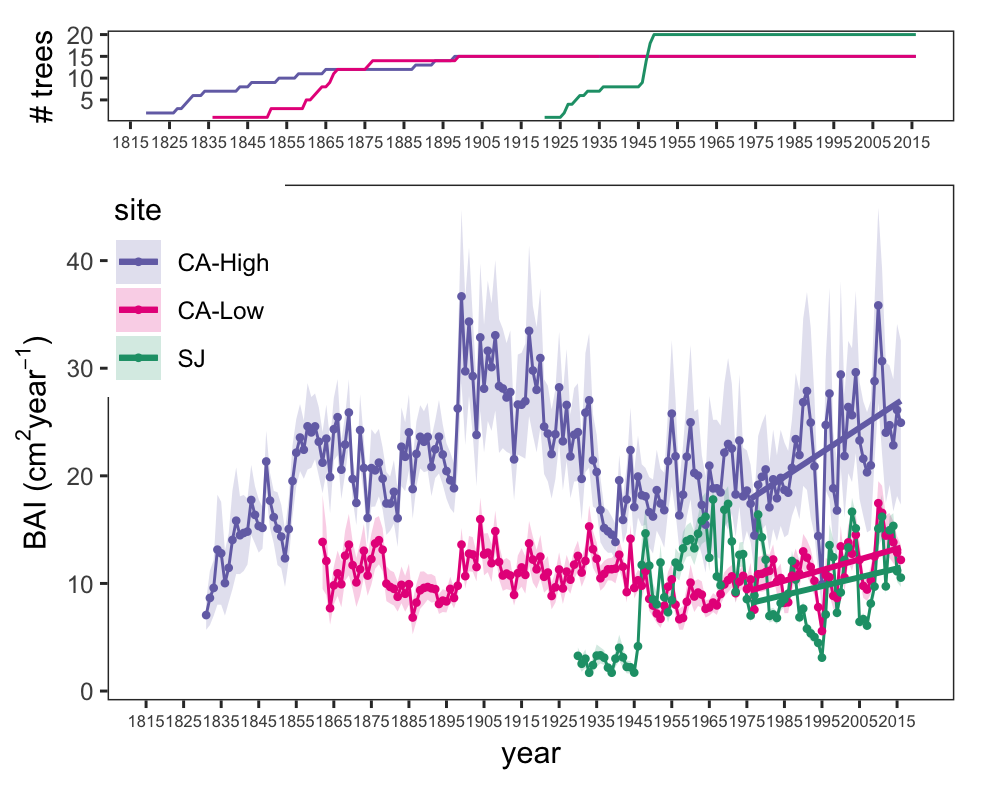 # trees
20
15
10
5
1815 1825 1835 1845 1855 1865 1875 1885 1895 1905 1915 1925 1935 1945 1955 1965 1975 1985 1995 2005 2015
site
CA-High
CA-Low
SJ
BAI (cm²year⁻¹)
40
30
20
10
0
1815 1825 1835 1845 1855 1865 1875 1885 1895 1905 1915 1925 1935 1945 1955 1965 1975 1985 1995 2005 2015
year